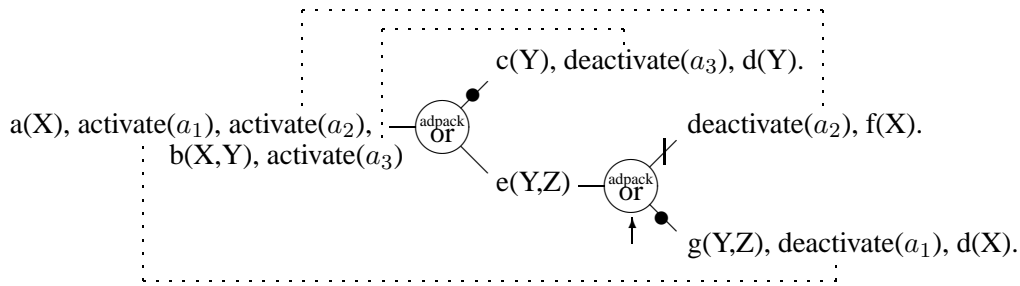 c(Y), deactivate(a₃), d(Y).
a(X), activate(a₁), activate(a₂),
b(X,Y), activate(a₃)
adpack
or
deactivate(a₂), f(X).
e(Y,Z)
adpack
or
g(Y,Z), deactivate(a₁), d(X).